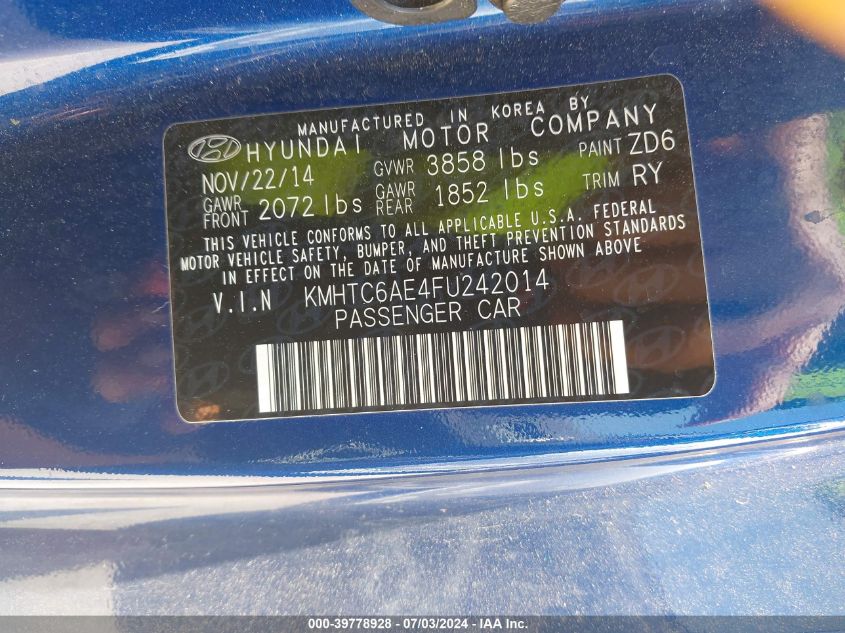 MANUFACTURED IN KOREA BY
HYUNDAI MOTOR COMPANY
NOV/22/14 GVWR 3858 lbs PAINT ZD6
GAWR FRONT 2072 lbs GAWR REAR 1852 lbs TRIM RY
THIS VEHICLE CONFORMS TO ALL APPLICABLE U.S.A. FEDERAL
MOTOR VEHICLE SAFETY, BUMPER, AND THEFT PREVENTION STANDARDS
IN EFFECT ON THE DATE OF MANUFACTURE SHOWN ABOVE
V.I.N KMHTC6AE4FU242014
PASSENGER CAR
000-39778928 - 07/03/2024 - IAA Inc.